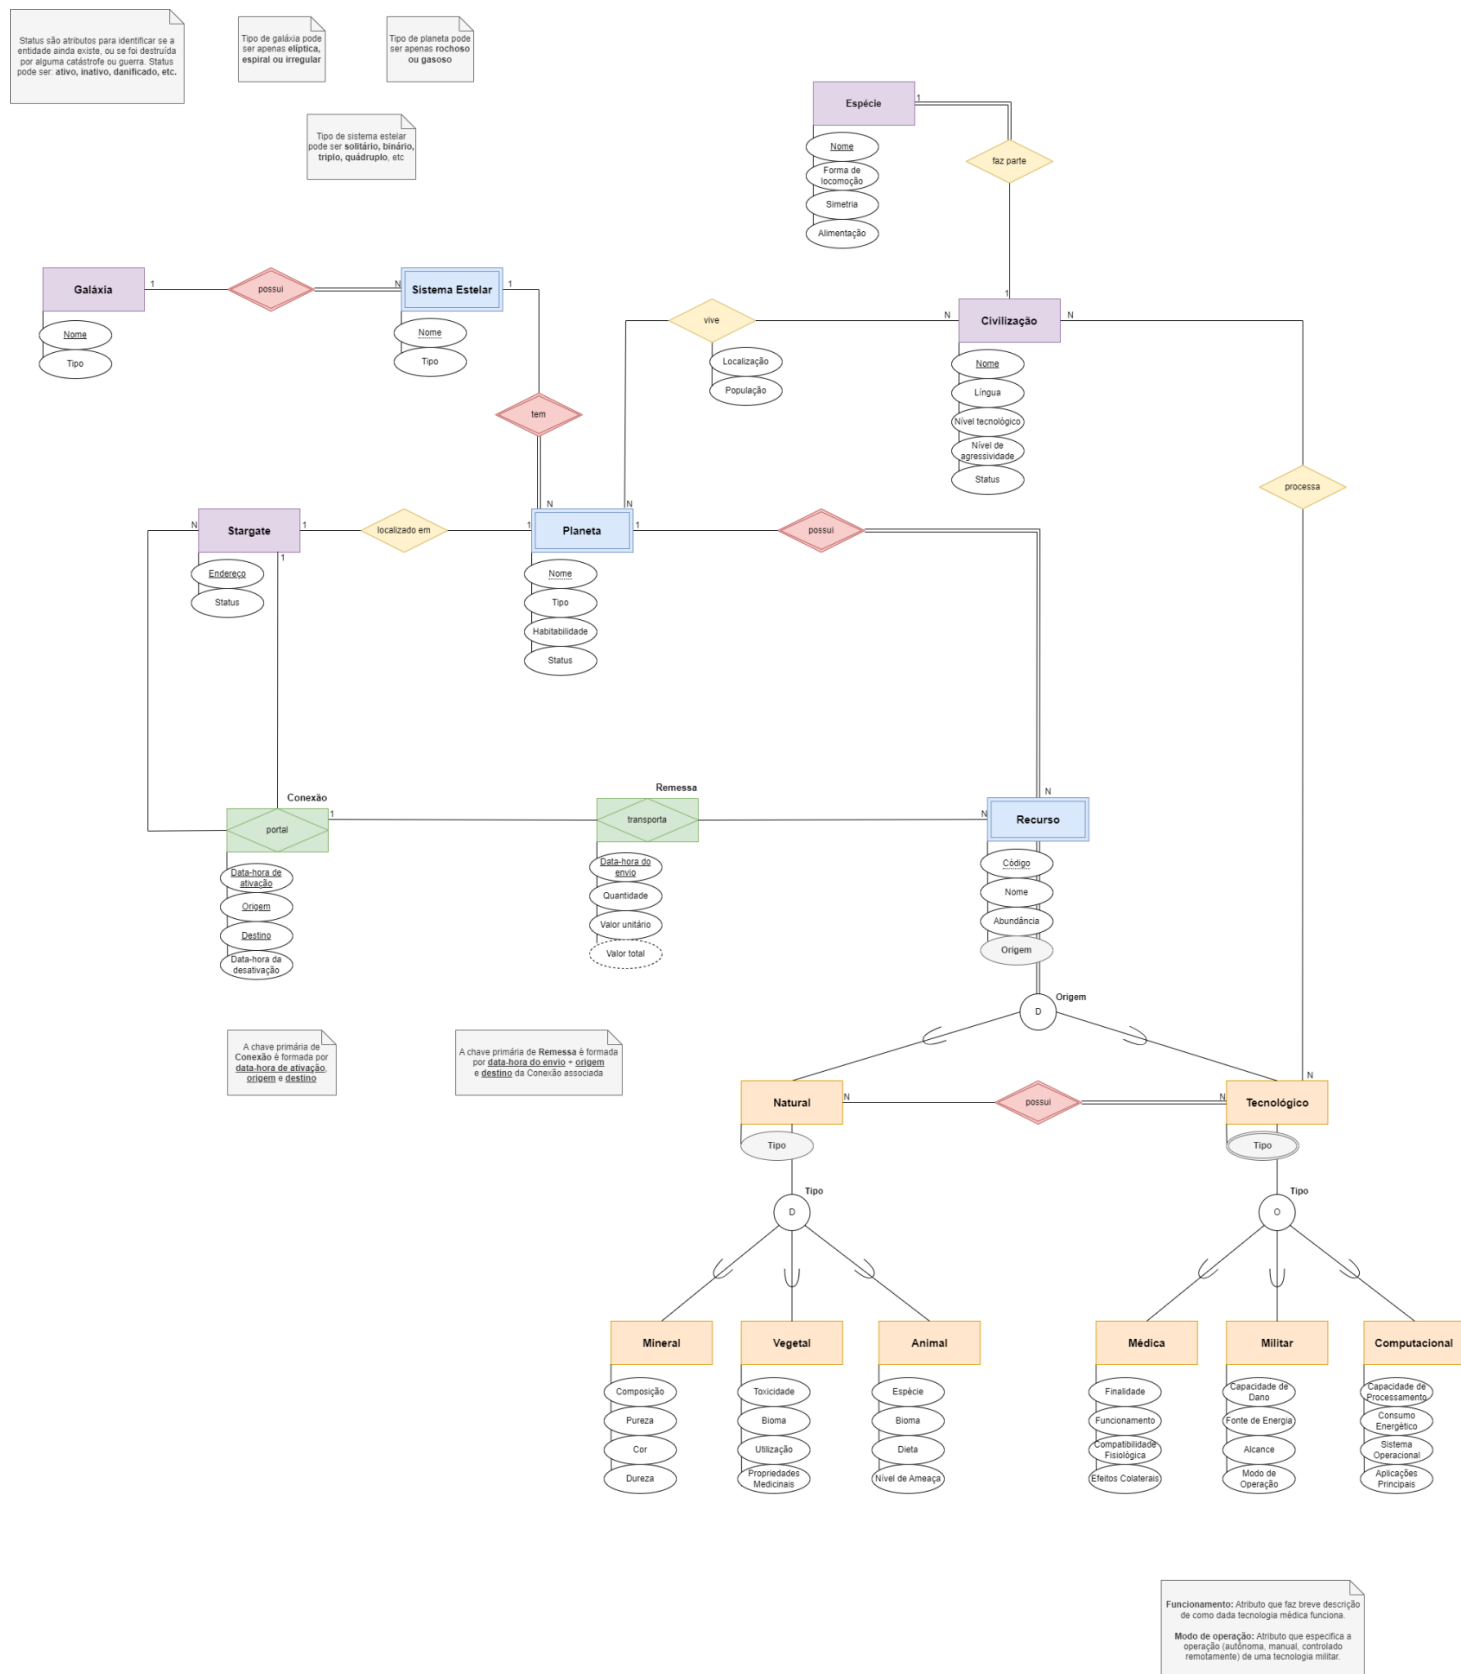 Status são atributos para identificar se a
entidade ainda existe, ou se foi destruída
por alguma catástrofe ou guerra. Status
pode ser: ativo, inativo, danificado, etc.
Tipo de galáxia pode
ser apenas elíptica,
espiral ou irregular
Tipo de planeta pode
ser apenas rochoso
ou gasoso
Tipo de sistema estelar
pode ser solitário, binário,
triplo, quádruplo, etc
Espécie
1
Nome
Forma de
locomoção
Simetria
Alimentação
faz parte
1
Galáxia
1
Nome
Tipo
possui
N
Sistema Estelar
1
Nome
Tipo
tem
N
vive
N
N
Localização
População
Civilização
N
Nome
Língua
Nível tecnológico
Nível de
agressividade
Status
processa
N
Stargate
N
1
1
Endereço
Status
localizado em
1
Planeta
1
Nome
Tipo
Habitabilidade
Status
possui
N
Conexão
portal
1
Data-hora de
ativação
Origem
Destino
Data-hora da
desativação
Remessa
transporta
N
Data-hora do
envio
Quantidade
Valor unitário
Valor total
Recurso
Código
Nome
Abundância
Origem
D
Origem
A chave primária de
Conexão é formada por
data-hora de ativação,
origem e destino
A chave primária de Remessa é formada
por data-hora do envio + origem
e destino da Conexão associada
Natural
N
possui
N
Tecnológico
Tipo
Tipo
D
Tipo
O
Tipo
Mineral
Composição
Pureza
Cor
Dureza
Vegetal
Toxicidade
Bioma
Utilização
Propriedades
Medicinais
Animal
Espécie
Bioma
Dieta
Nível de Ameaça
Médica
Finalidade
Funcionamento
Compatibilidade
Fisiológica
Efeitos Colaterais
Militar
Capacidade de
Dano
Fonte de Energia
Alcance
Modo de
Operação
Computacional
Capacidade de
Processamento
Consumo
Energético
Sistema
Operacional
Aplicações
Principais
Funcionamento: Atributo que faz breve descrição
de como dada tecnologia médica funciona.
Modo de operação: Atributo que especifica a
operação (autônoma, manual, controlado
remotamente) de uma tecnologia militar.